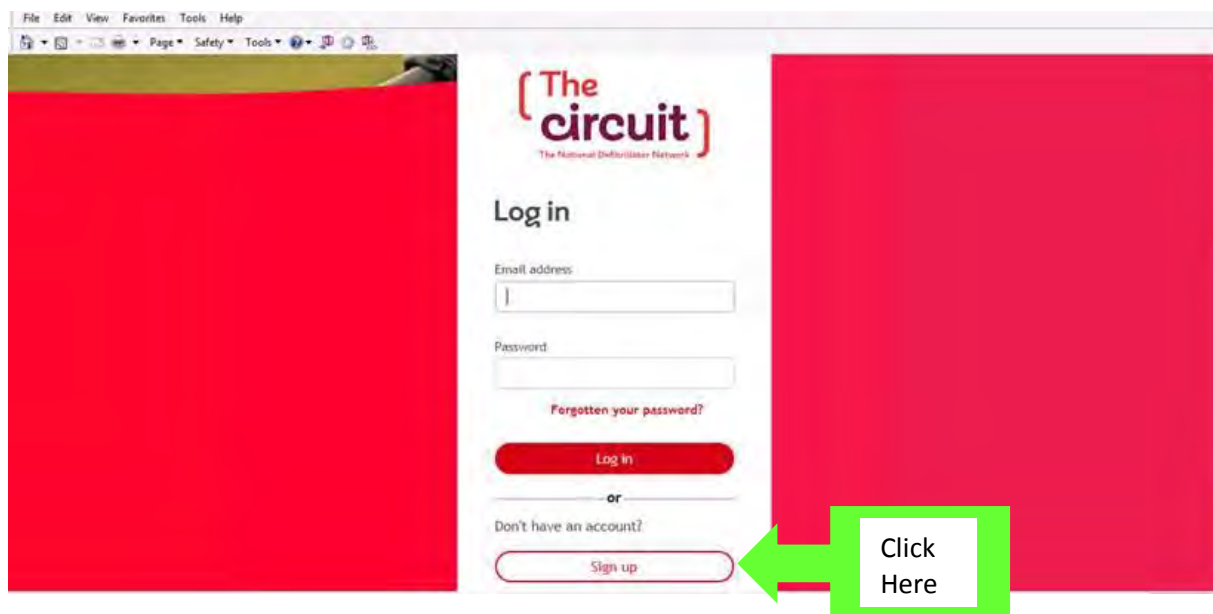 File Edit View Favorites Tools Help
Page Safety Tools
The
circuit
The National Defibrillator Network
Log in
Email address
Password
Forgotten your password?
Log in
or
Don't have an account?
Sign up
Click
Here